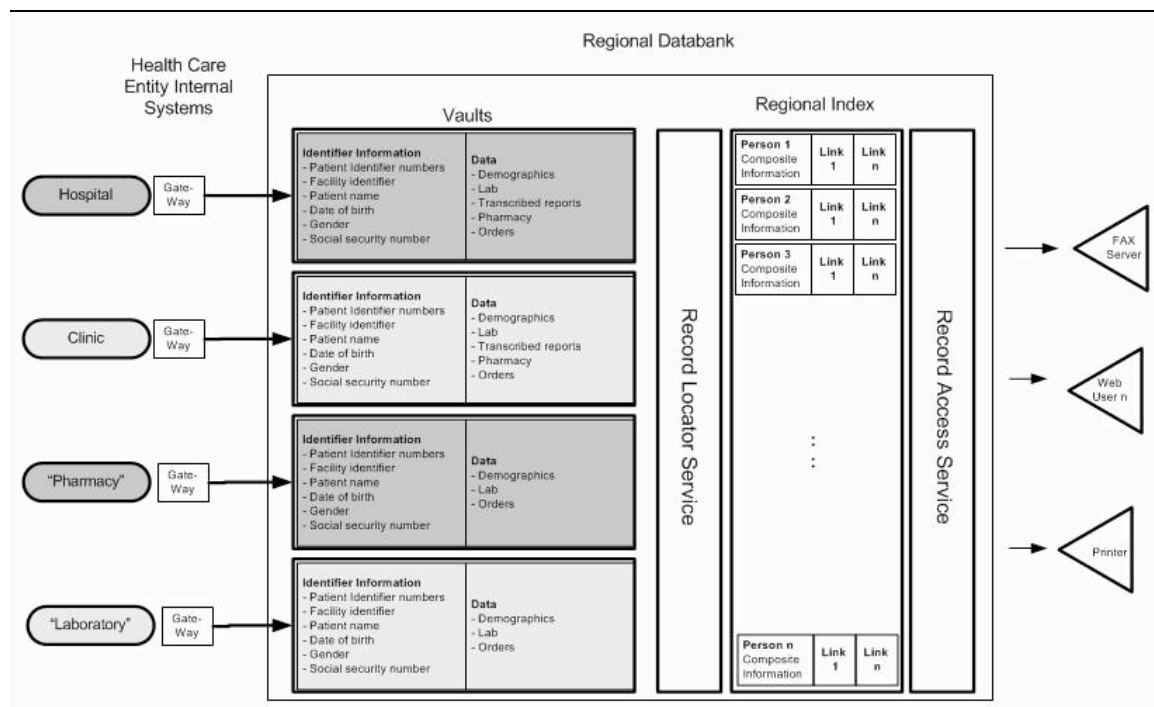 Regional Databank
Health Care
Entity Internal
Systems
Vaults
Regional Index
Hospital
Gate-
Way
Identifier Information
- Patient Identifier numbers
- Facility identifier
- Patient name
- Date of birth
- Gender
- Social security number
Data
- Demographics
- Lab
- Transcribed reports
- Pharmacy
- Orders
Clinic
Gate-
Way
Identifier Information
- Patient Identifier numbers
- Facility identifier
- Patient name
- Date of birth
- Gender
- Social security number
Data
- Demographics
- Lab
- Transcribed reports
- Pharmacy
- Orders
"Pharmacy"
Gate-
Way
Identifier Information
- Patient Identifier numbers
- Facility identifier
- Patient name
- Date of birth
- Gender
- Social security number
Data
- Demographics
- Lab
- Orders
"Laboratory"
Gate-
Way
Identifier Information
- Patient Identifier numbers
- Facility identifier
- Patient name
- Date of birth
- Gender
- Social security number
Data
- Demographics
- Lab
- Orders
Record Locator Service
Person 1
Composite
Information
Link
1
Link
n
Person 2
Composite
Information
Link
1
Link
n
Person 3
Composite
Information
Link
1
Link
n
Person n
Composite
Information
Link
1
Link
n
Record Access Service
FAX
Server
Web
User n
Printer